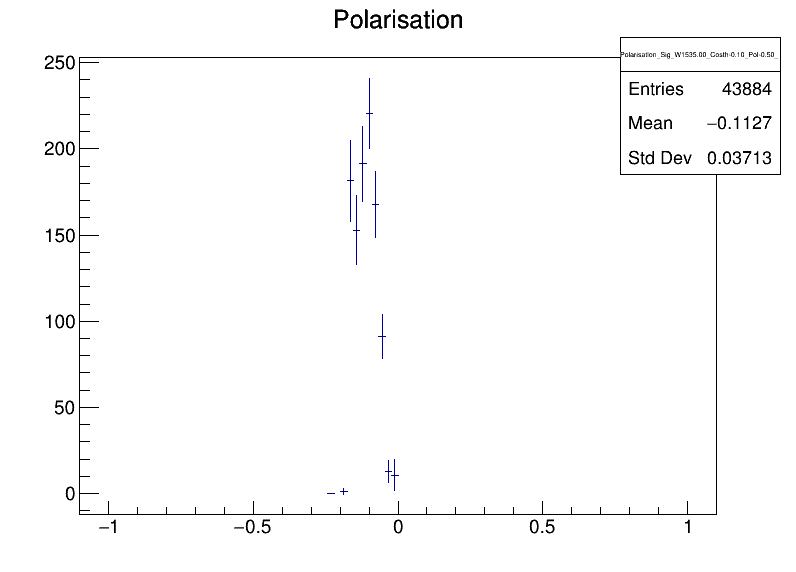 Polarisation
Polarisation_Sig_W1535.00_Costh-0.10_Pol-0.50_
Entries 43884
Mean −0.1127
Std Dev 0.03713
250
200
150
100
50
0
−1 −0.5 0 0.5 1